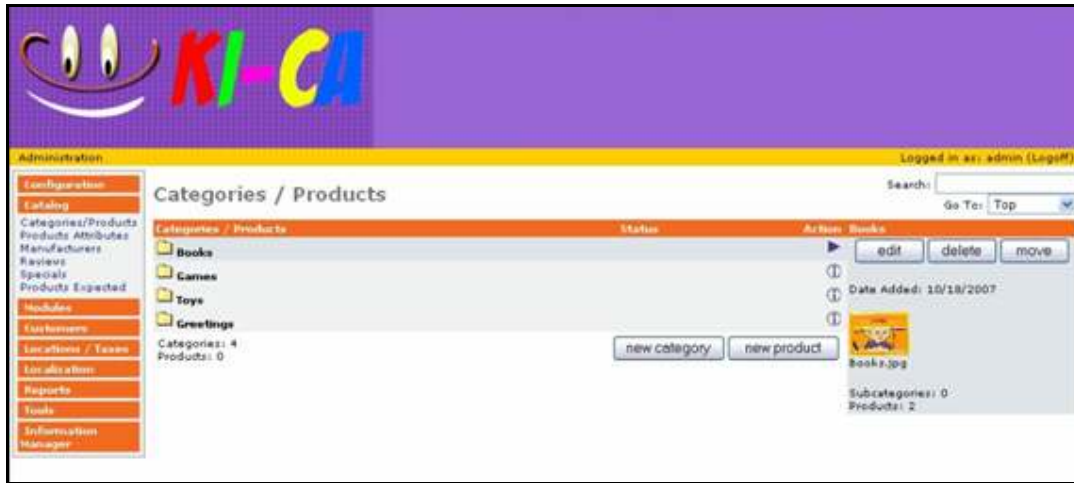 KI-CA
Administration
Logged in as: admin (Logoff)
Configuration
Catalog
Categories/Products
Products Attributes
Manufacturers
Reviews
Specials
Products Expected
Modules
Customers
Locations / Taxes
Localization
Reports
Tools
Information Manager
Categories / Products
Search:
Go To: Top
Categories / Products Status Action
Books
Games
Toys
Greetings
Categories: 4
Products: 0
new category new product
Books
edit delete move
Date Added: 10/18/2007
Books.jpg
Subcategories: 0
Products: 2